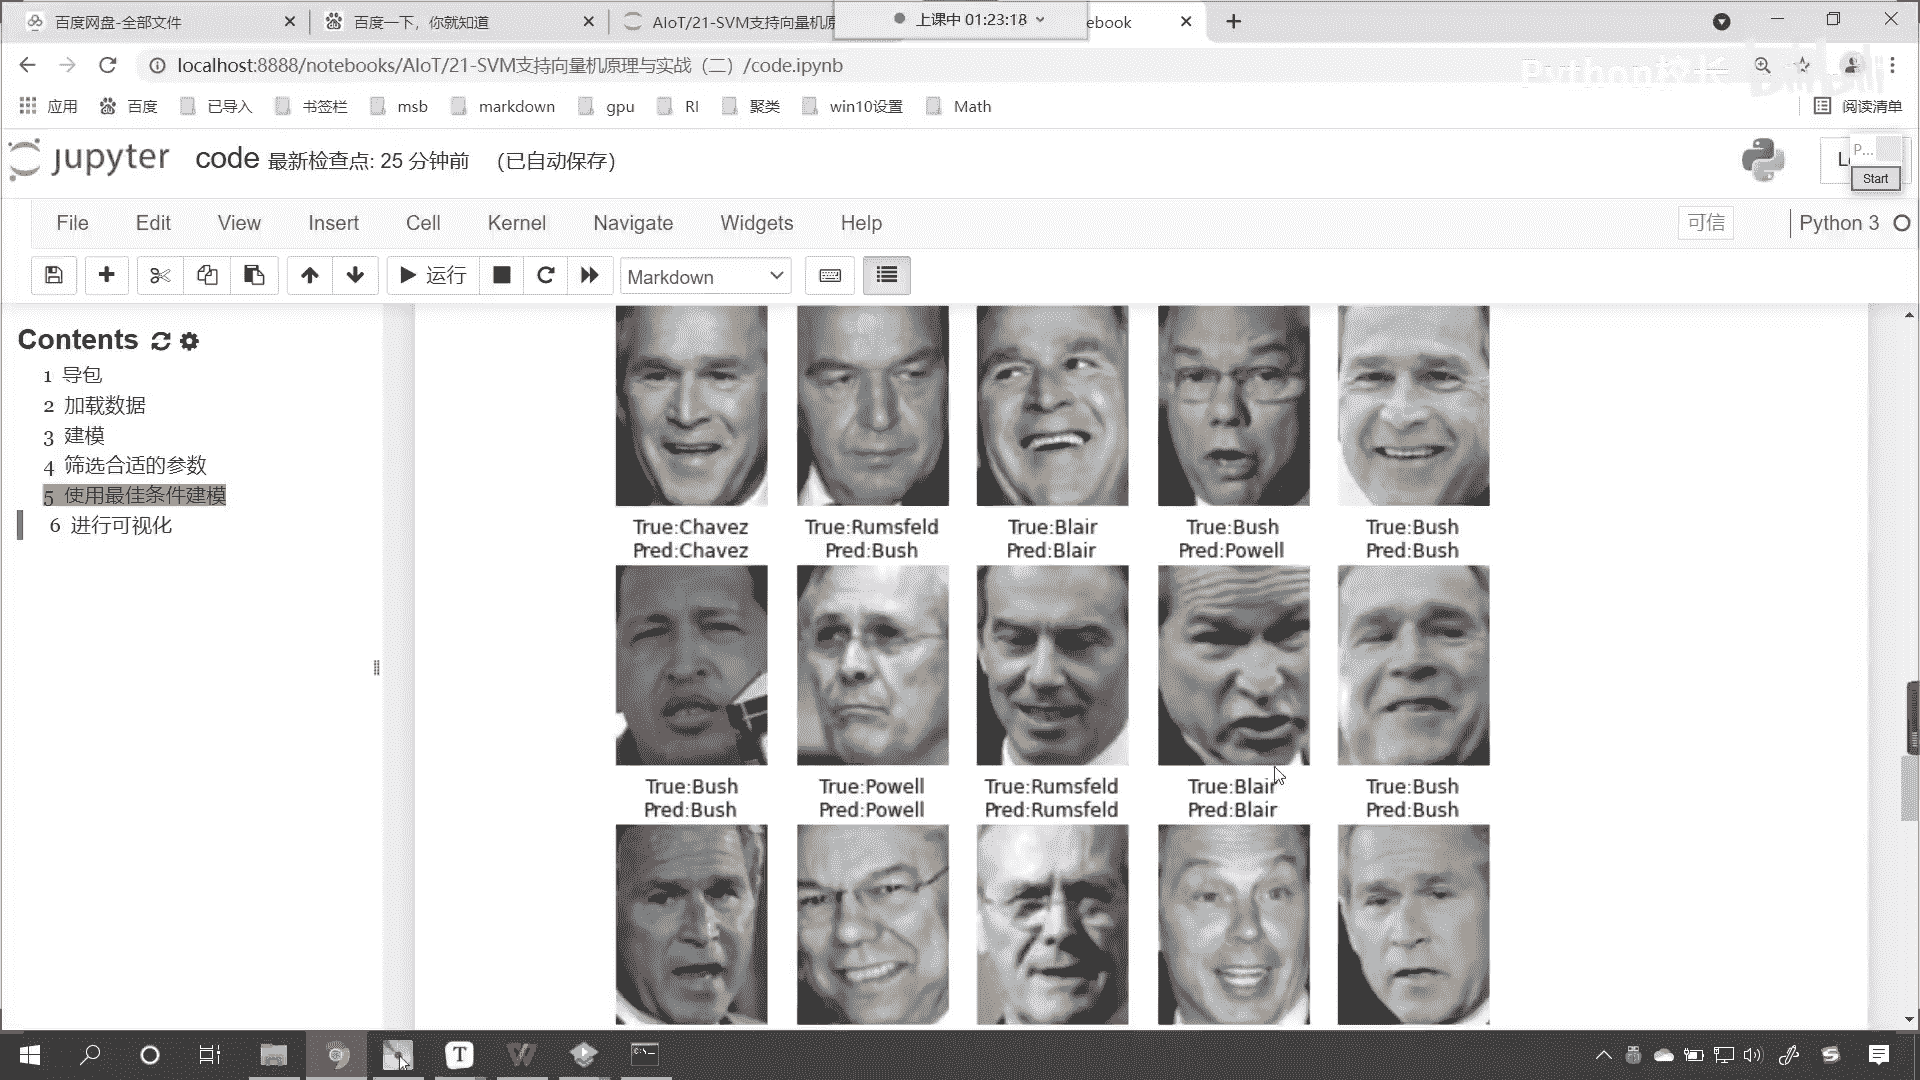 百度网盘-全部文件
百度一下，你就知道
AIoT/21-SVM支持向量机原
上课中 01:23:18
ebook
localhost:8888/notebooks/AIoT/21-SVM支持向量机原理与实战（二）/code.ipynb
Python校长
bilibili
应用 百度 已导入 书签栏 msb markdown gpu RI 聚类 win10设置 Math 阅读清单
jupyter code 最新检查点: 25 分钟前 (已自动保存)
P...
Start
File Edit View Insert Cell Kernel Navigate Widgets Help 可信 Python 3
运行 Markdown
Contents
1 导包
2 加载数据
3 建模
4 筛选合适的参数
5 使用最佳条件建模
6 进行可视化
True:Chavez True:Rumsfeld True:Blair True:Bush True:Bush
Pred:Chavez Pred:Bush Pred:Blair Pred:Powell Pred:Bush
True:Bush True:Powell True:Rumsfeld True:Blair True:Bush
Pred:Bush Pred:Powell Pred:Rumsfeld Pred:Blair Pred:Bush